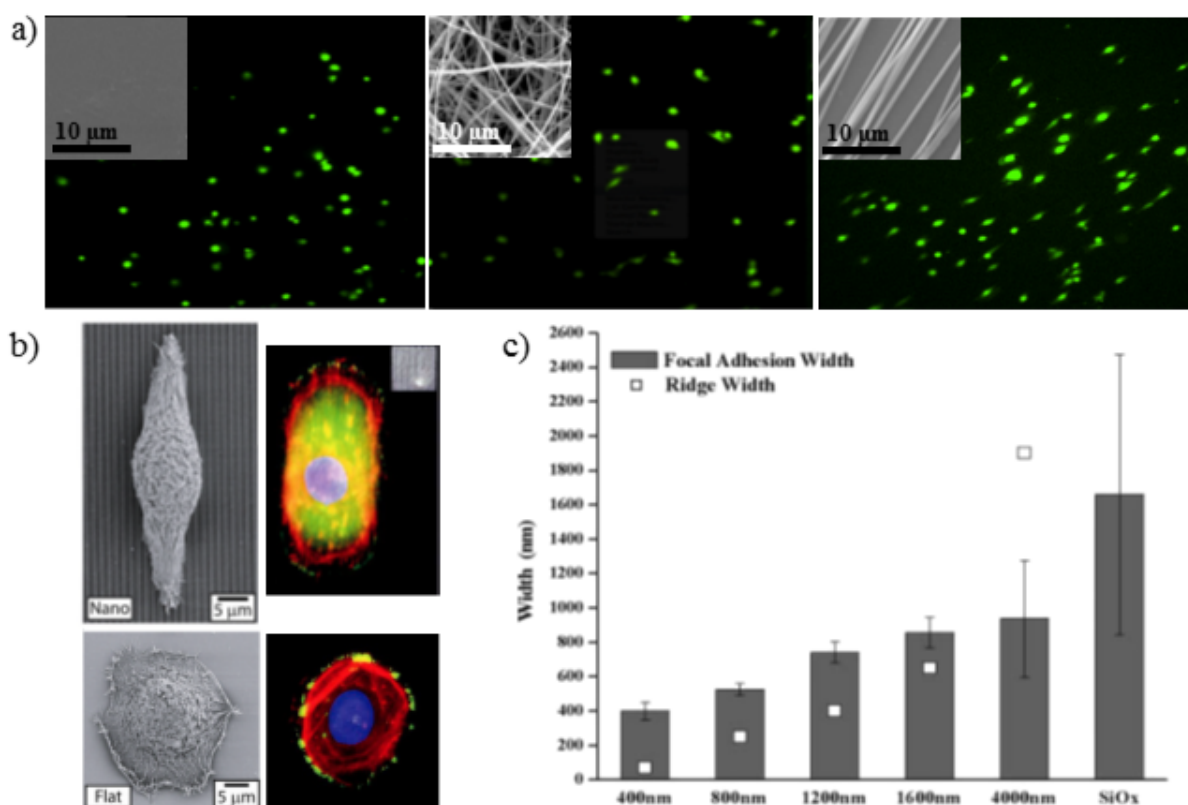 a)
10 µm
10 µm
10 µm
b)
Nano
5 µm
Flat
5 µm
c)
Focal Adhesion Width
Ridge Width
Width (nm)
2600
2400
2200
2000
1800
1600
1400
1200
1000
800
600
400
200
0
400nm
800nm
1200nm
1600nm
4000nm
SiOx